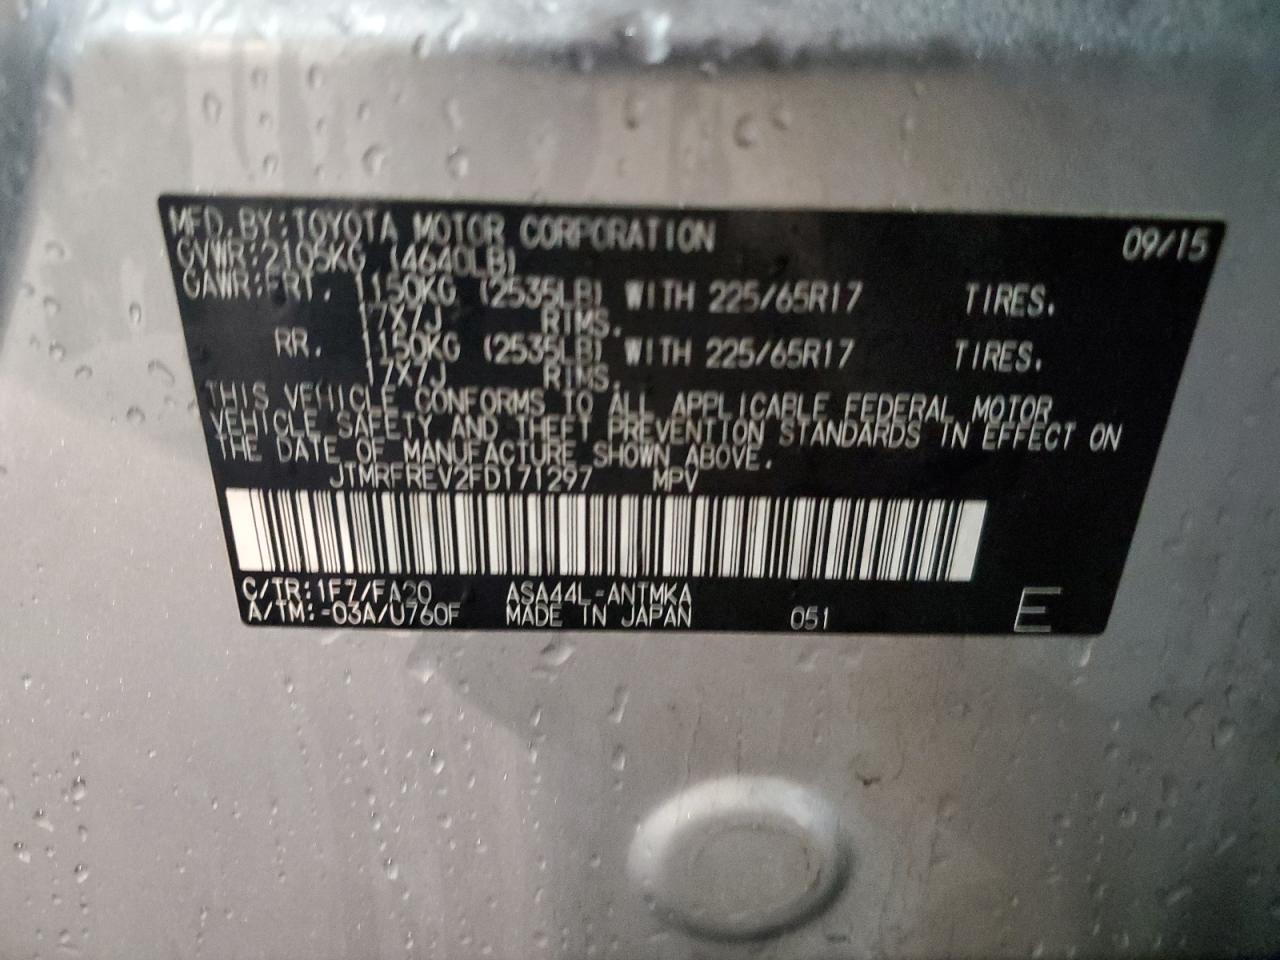 MFD.BY:TOYOTA MOTOR CORPORATION 09/15
GVWR:2105KG (4640LB)
GAWR:FRT. 1150KG (2535LB) WITH 225/65R17 TIRES.
17X7J RIMS.
RR. 1150KG (2535LB) WITH 225/65R17 TIRES.
17X7J RIMS.
THIS VEHICLE CONFORMS TO ALL APPLICABLE FEDERAL MOTOR
VEHICLE SAFETY AND THEFT PREVENTION STANDARDS IN EFFECT ON
THE DATE OF MANUFACTURE SHOWN ABOVE.
JTMRFREV2FD171297 MPV
C/TR:1F7/FA20 ASA44L-ANTMKA
A/TM:-03A/U760F MADE IN JAPAN 051 E